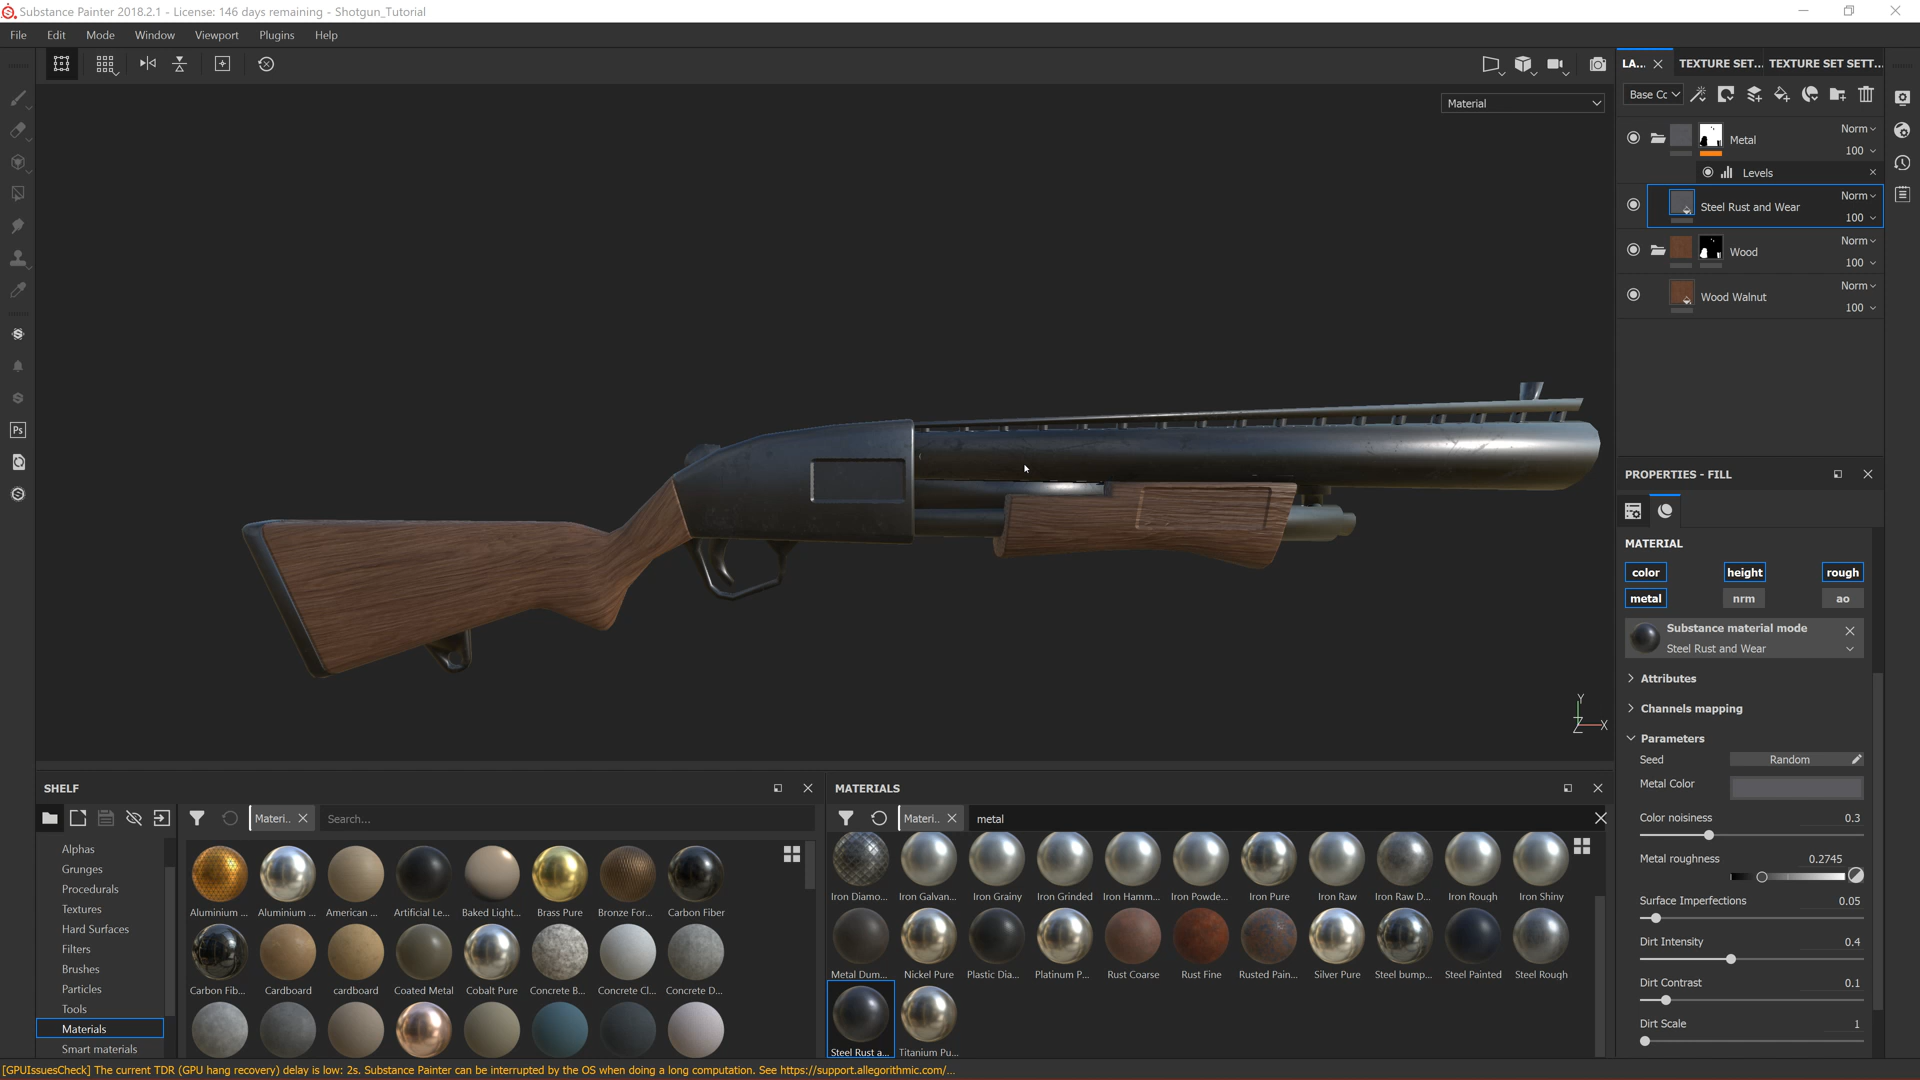 Substance Painter 2018.2.1 - License: 146 days remaining - Shotgun_Tutorial
File Edit Mode Window Viewport Plugins Help
LA... TEXTURE SET... TEXTURE SET SETT...
Material
Base Cc
Metal Norm 100
Levels
Steel Rust and Wear Norm 100
Wood Norm 100
Wood Walnut Norm 100
Ps
Y
Z X
PROPERTIES - FILL
MATERIAL
color height rough
metal nrm ao
Substance material mode
Steel Rust and Wear
Attributes
Channels mapping
Parameters
Seed Random
Metal Color
Color noisiness 0.3
Metal roughness 0.2745
Surface Imperfections 0.05
Dirt Intensity 0.4
Dirt Contrast 0.1
Dirt Scale 1
SHELF
Materi.. Search...
Alphas
Grunges
Procedurals
Textures
Hard Surfaces
Filters
Brushes
Particles
Tools
Materials
Smart materials
Aluminium ... Aluminium ... American ... Artificial Le... Baked Light... Brass Pure Bronze For... Carbon Fiber
Carbon Fib... Cardboard cardboard Coated Metal Cobalt Pure Concrete B... Concrete Cl... Concrete D...
MATERIALS
Materi.. metal
Iron Diamo... Iron Galvan... Iron Grainy Iron Grinded Iron Hamm... Iron Powde... Iron Pure Iron Raw Iron Raw D... Iron Rough Iron Shiny
Metal Dum... Nickel Pure Plastic Dia... Platinum P... Rust Coarse Rust Fine Rusted Pain... Silver Pure Steel bump... Steel Painted Steel Rough
Steel Rust a... Titanium Pu...
[GPUIssuesCheck] The current TDR (GPU hang recovery) delay is low: 2s. Substance Painter can be interrupted by the OS when doing a long computation. See https://support.allegorithmic.com/...